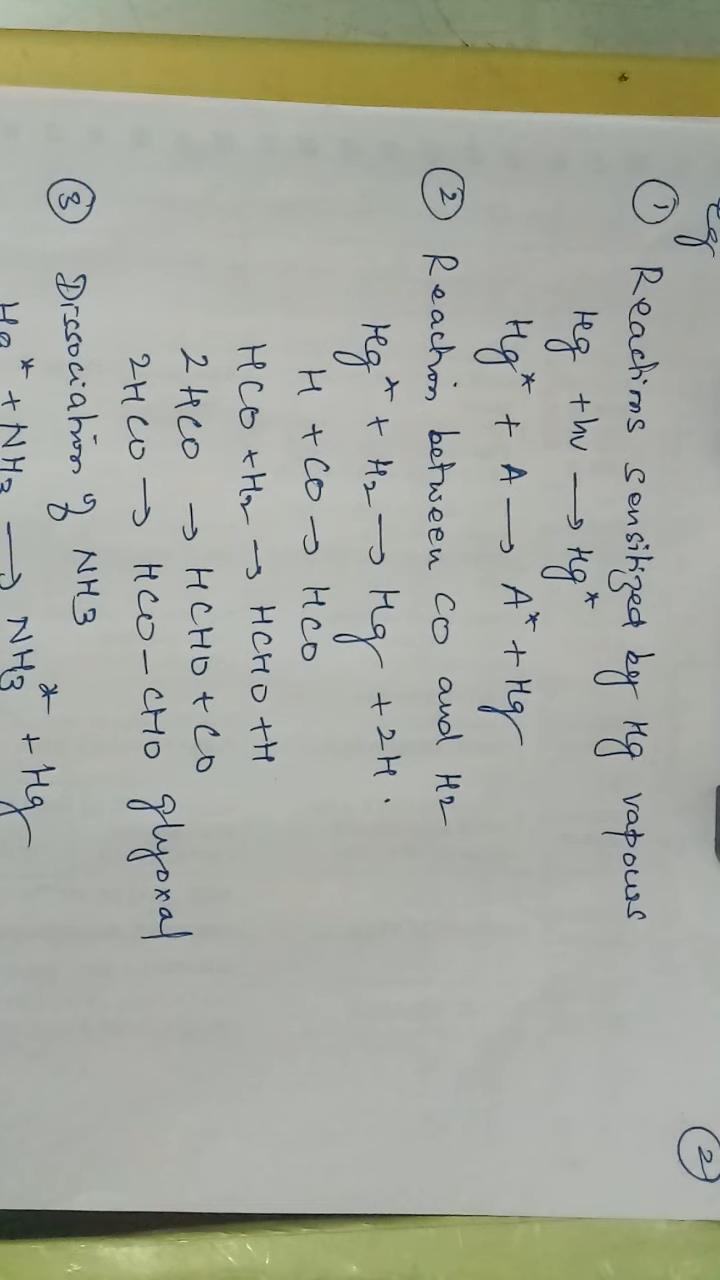 eg
② 
① Reactions sensitized by Hg vapours
Hg + hν ⟶ Hg*
Hg* + A ⟶ A* + Hg
② Reaction between CO and H2
Hg* + H2 → Hg + 2H.
H + CO → HCO
HCO + H2 → HCHO + H
2HCO → HCHO + CO
2HCO → HCO - CHO glyoxal
③ Dissociation of NH3
Hg* + NH3 ⟶ NH3* + Hg